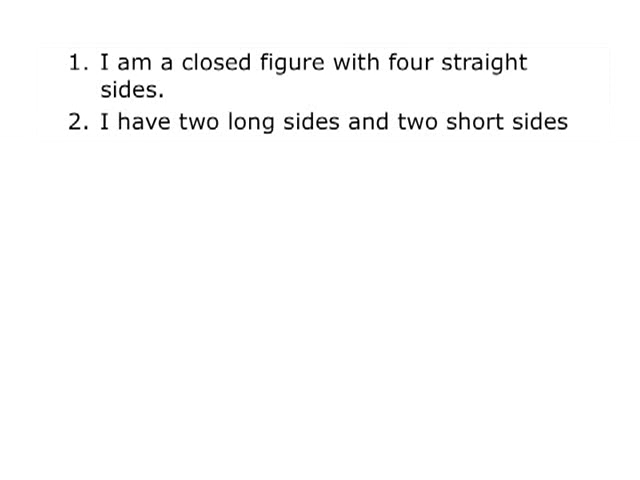 1. I am a closed figure with four straight
sides.
2. I have two long sides and two short sides